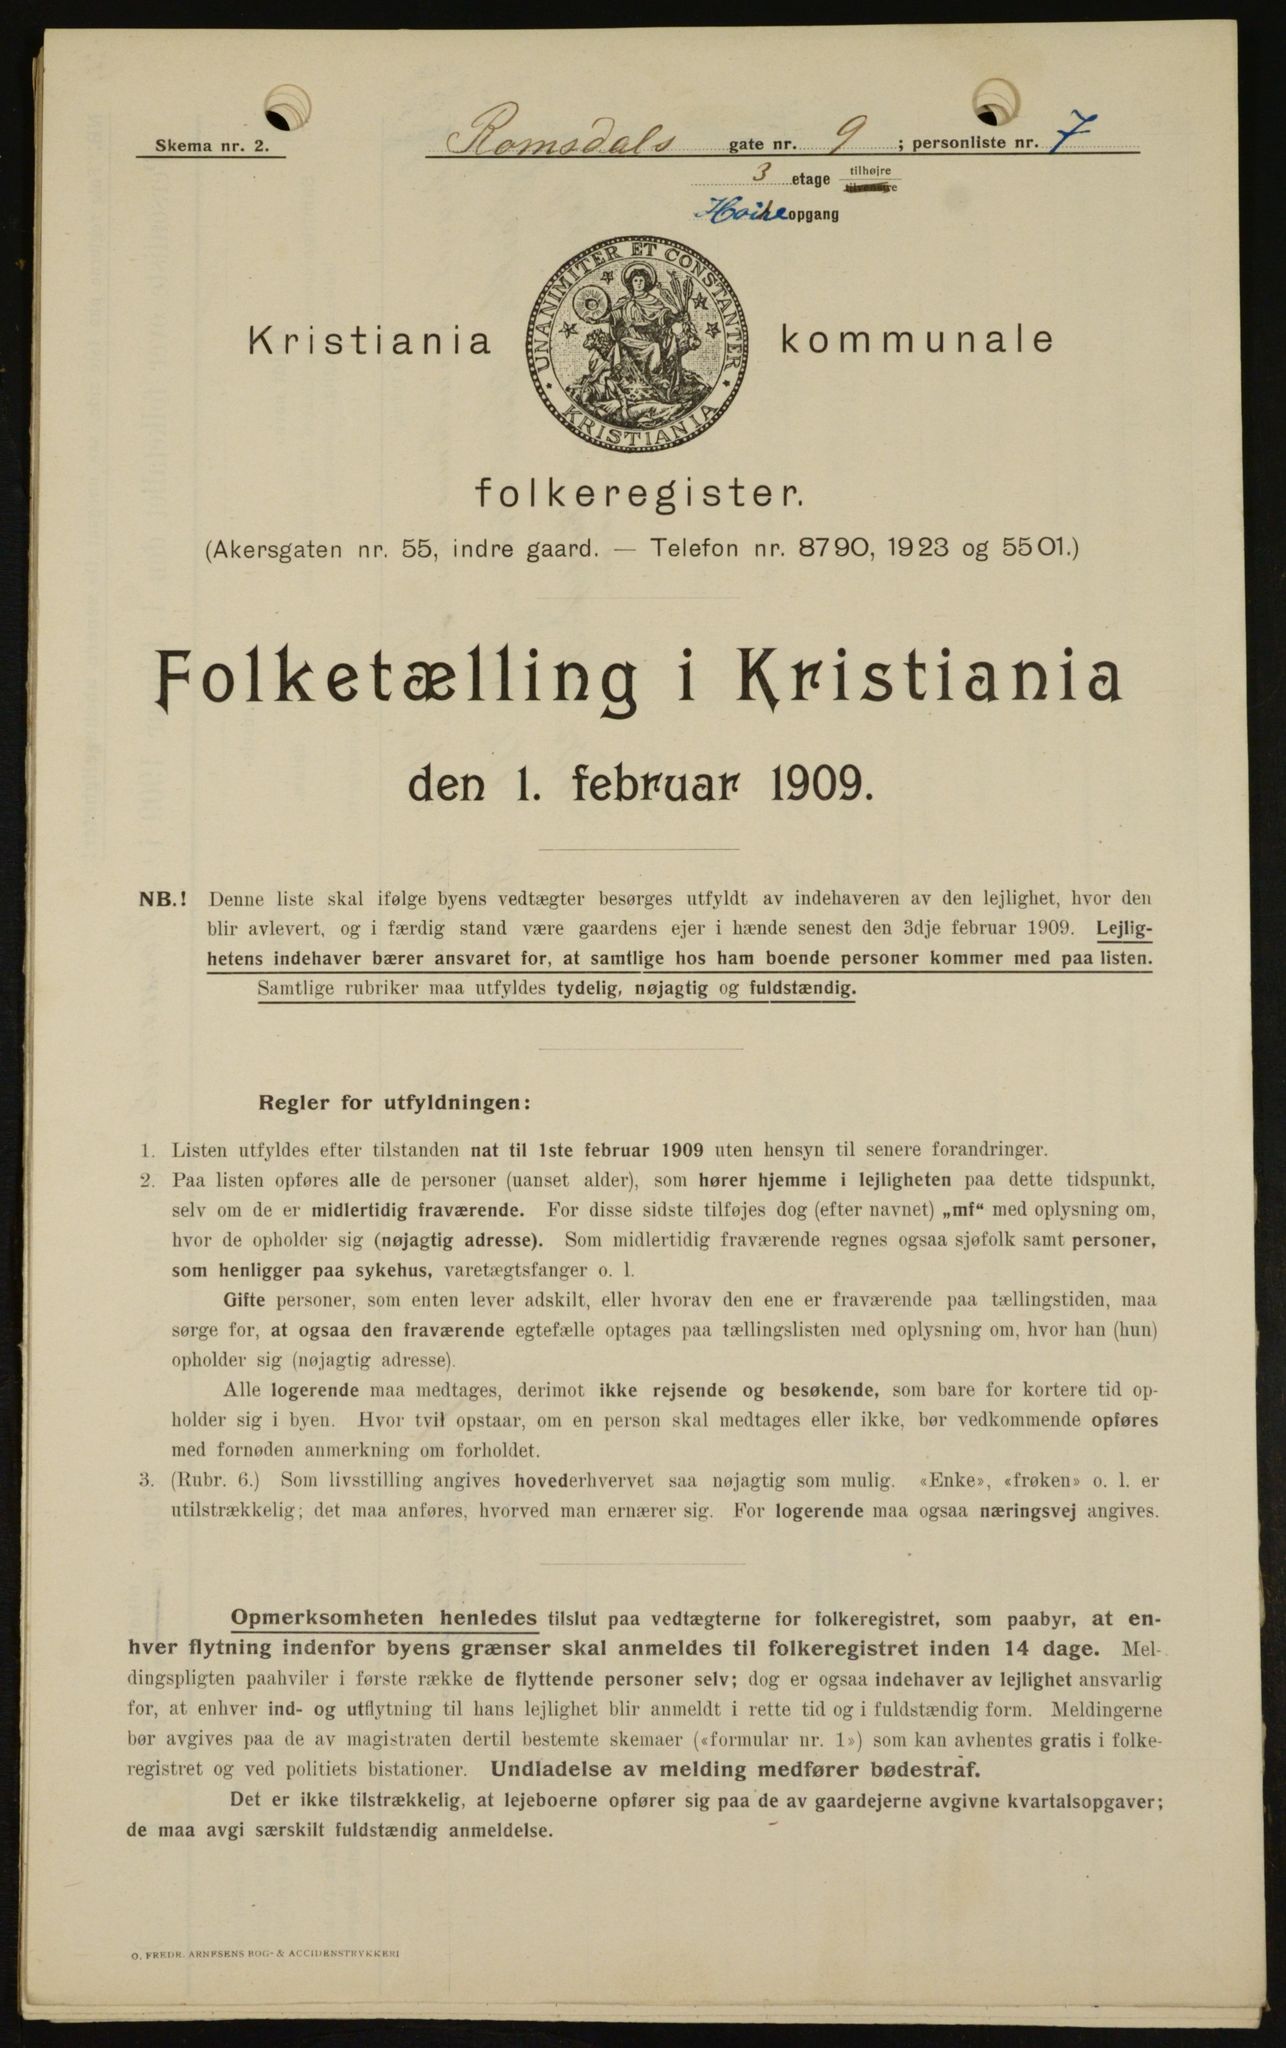 Skema nr. 2.
Romsdals gate nr. 9 ; personliste nr. 7
3 etage tilhøjre
tilvenstre
opgang
UNANIMITER ET CONSTANTER
KRISTIANIA
Kristiania kommunale
folkeregister.
(Akersgaten nr. 55, indre gaard. — Telefon nr. 8790, 1923 og 5501.)
Folketælling i Kristiania
den 1. februar 1909.
NB.! Denne liste skal ifølge byens vedtægter besørges utfyldt av indehaveren av den lejlighet, hvor den
blir avlevert, og i færdig stand være gaardens ejer i hænde senest den 3dje februar 1909. Lejlig-
hetens indehaver bærer ansvaret for, at samtlige hos ham boende personer kommer med paa listen.
Samtlige rubriker maa utfyldes tydelig, nøjagtig og fuldstændig.
Regler for utfyldningen:
1. Listen utfyldes efter tilstanden nat til 1ste februar 1909 uten hensyn til senere forandringer.
2. Paa listen opføres alle de personer (uanset alder), som hører hjemme i lejligheten paa dette tidspunkt,
selv om de er midlertidig fraværende. For disse sidste tilføjes dog (efter navnet) „mf“ med oplysning om,
hvor de opholder sig (nøjagtig adresse). Som midlertidig fraværende regnes ogsaa sjøfolk samt personer,
som henligger paa sykehus, varetægtsfanger o. l.
Gifte personer, som enten lever adskilt, eller hvorav den ene er fraværende paa tællingstiden, maa
sørge for, at ogsaa den fraværende egtefælle optages paa tællingslisten med oplysning om, hvor han (hun)
opholder sig (nøjagtig adresse).
Alle logerende maa medtages, derimot ikke rejsende og besøkende, som bare for kortere tid op-
holder sig i byen. Hvor tvil opstaar, om en person skal medtages eller ikke, bør vedkommende opføres
med fornøden anmerkning om forholdet.
3. (Rubr. 6.) Som livsstilling angives hovederhvervet saa nøjagtig som mulig. «Enke», «frøken» o. l. er
utilstrækkelig; det maa anføres, hvorved man ernærer sig. For logerende maa ogsaa næringsvej angives.
Opmerksomheten henledes tilslut paa vedtægterne for folkeregistret, som paabyr, at en-
hver flytning indenfor byens grænser skal anmeldes til folkeregistret inden 14 dage. Mel-
dingspligten paahviler i første række de flyttende personer selv; dog er ogsaa indehaver av lejlighet ansvarlig
for, at enhver ind- og utflytning til hans lejlighet blir anmeldt i rette tid og i fuldstændig form. Meldingerne
bør avgives paa de av magistraten dertil bestemte skemaer («formular nr. 1») som kan avhentes gratis i folke-
registret og ved politiets bistationer. Undladelse av melding medfører bødestraf.
Det er ikke tilstrækkelig, at lejeboerne opfører sig paa de av gaardejerne avgivne kvartalsopgaver;
de maa avgi særskilt fuldstændig anmeldelse.
O. FREDR. ARNESENS BOG- & ACCIDENSTRYKKERI